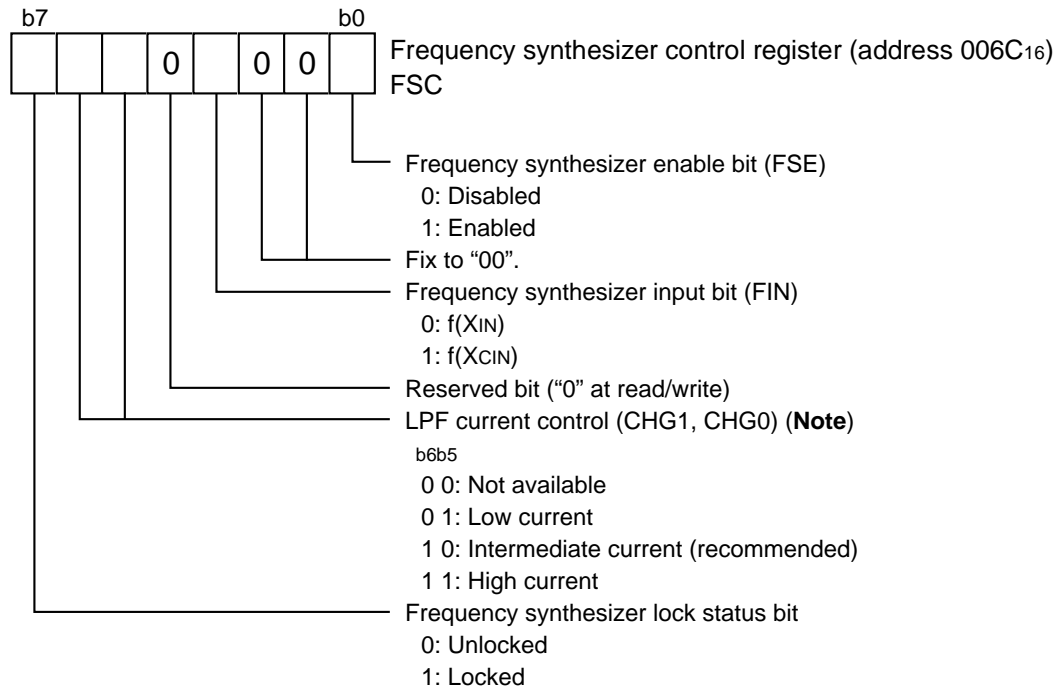 b7 b0
0 0 0
Frequency synthesizer control register (address 006C16)
FSC
Frequency synthesizer enable bit (FSE)
0: Disabled
1: Enabled
Fix to “00”.
Frequency synthesizer input bit (FIN)
0: f(XIN)
1: f(XCIN)
Reserved bit (“0” at read/write)
LPF current control (CHG1, CHG0) (Note)
b6b5
0 0: Not available
0 1: Low current
1 0: Intermediate current (recommended)
1 1: High current
Frequency synthesizer lock status bit
0: Unlocked
1: Locked